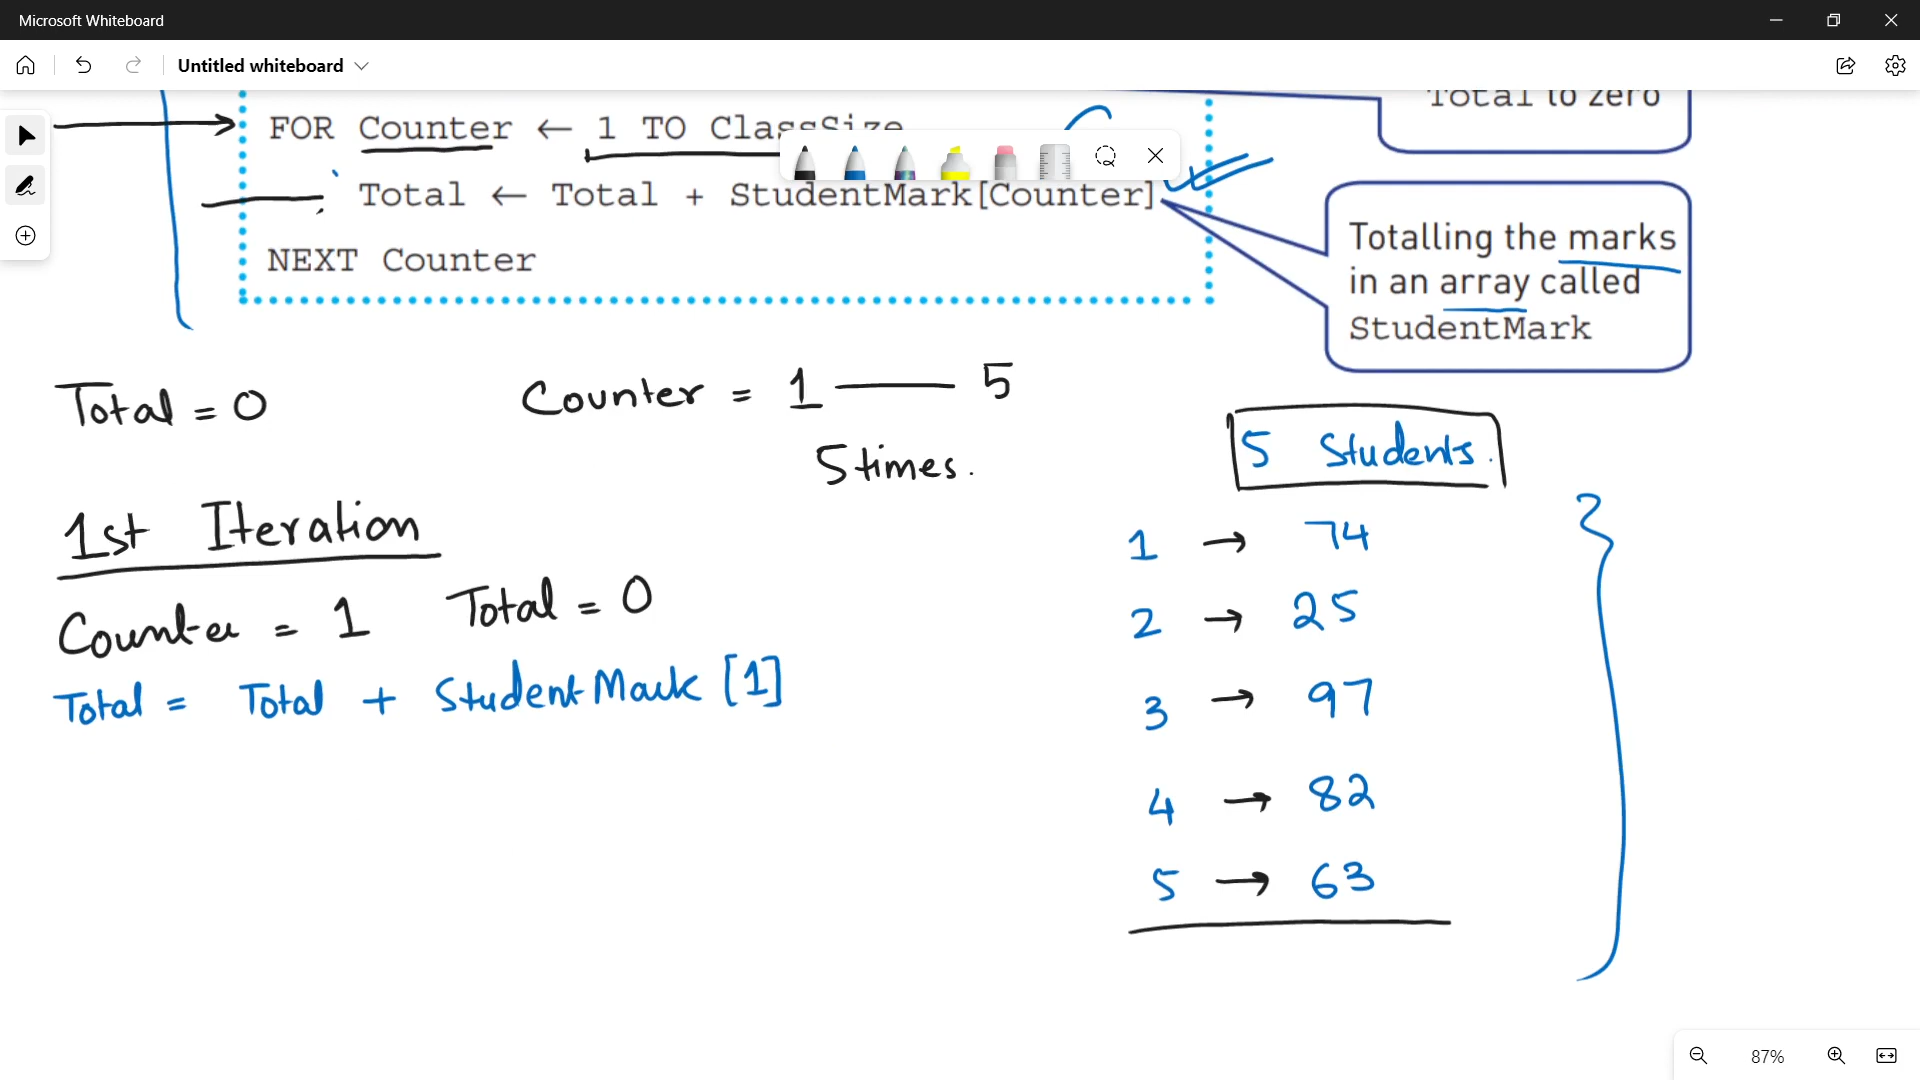 Microsoft Whiteboard
Untitled whiteboard
Total to zero
FOR Counter ← 1 TO ClassSize
Total ← Total + StudentMark[Counter]
NEXT Counter
Totalling the marks
in an array called
StudentMark
Total = 0
Counter = 1 — 5
5 times.
5 Students.
1st Iteration
Counter = 1 Total = 0
Total = Total + StudentMark [1]
1 → 74
2 → 25
3 → 97
4 → 82
5 → 63
87%